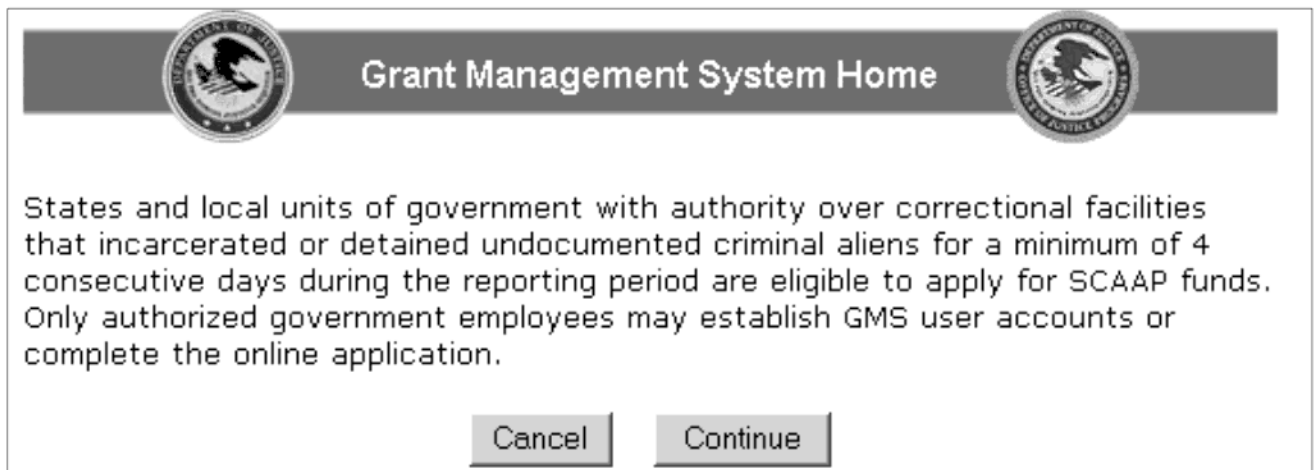 Grant Management System Home
States and local units of government with authority over correctional facilities
that incarcerated or detained undocumented criminal aliens for a minimum of 4
consecutive days during the reporting period are eligible to apply for SCAAP funds.
Only authorized government employees may establish GMS user accounts or
complete the online application.
Cancel
Continue